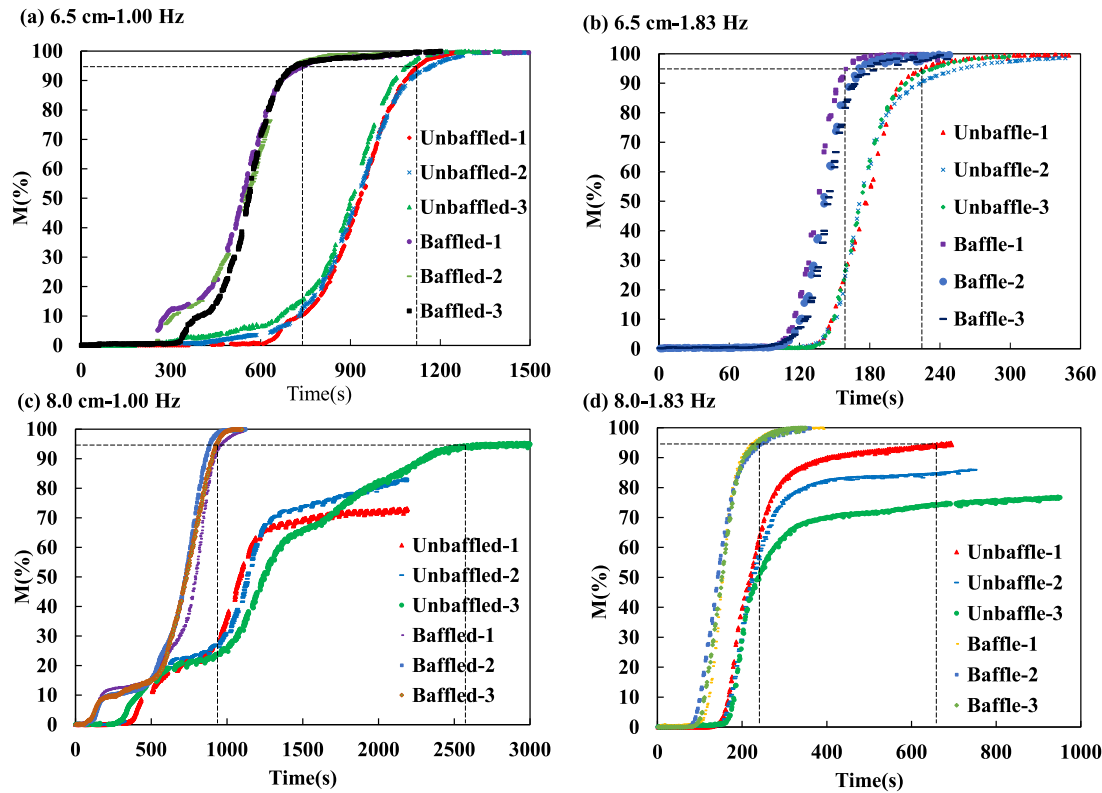 (a) 6.5 cm-1.00 Hz
100
90
80
70
60
50
40
30
20
10
0
M(%)
Unbaffled-1
Unbaffled-2
Unbaffled-3
Baffled-1
Baffled-2
Baffled-3
0 300 600 900 1200 1500
Time(s)
(b) 6.5 cm-1.83 Hz
100
90
80
70
60
50
40
30
20
10
0
M(%)
Unbaffle-1
Unbaffle-2
Unbaffle-3
Baffle-1
Baffle-2
Baffle-3
0 60 120 180 240 300 360
Time(s)
(c) 8.0 cm-1.00 Hz
100
90
80
70
60
50
40
30
20
10
0
M(%)
Unbaffled-1
Unbaffled-2
Unbaffled-3
Baffled-1
Baffled-2
Baffled-3
0 500 1000 1500 2000 2500 3000
Time(s)
(d) 8.0-1.83 Hz
100
90
80
70
60
50
40
30
20
10
0
M(%)
Unbaffle-1
Unbaffle-2
Unbaffle-3
Baffle-1
Baffle-2
Baffle-3
0 200 400 600 800 1000
Time(s)